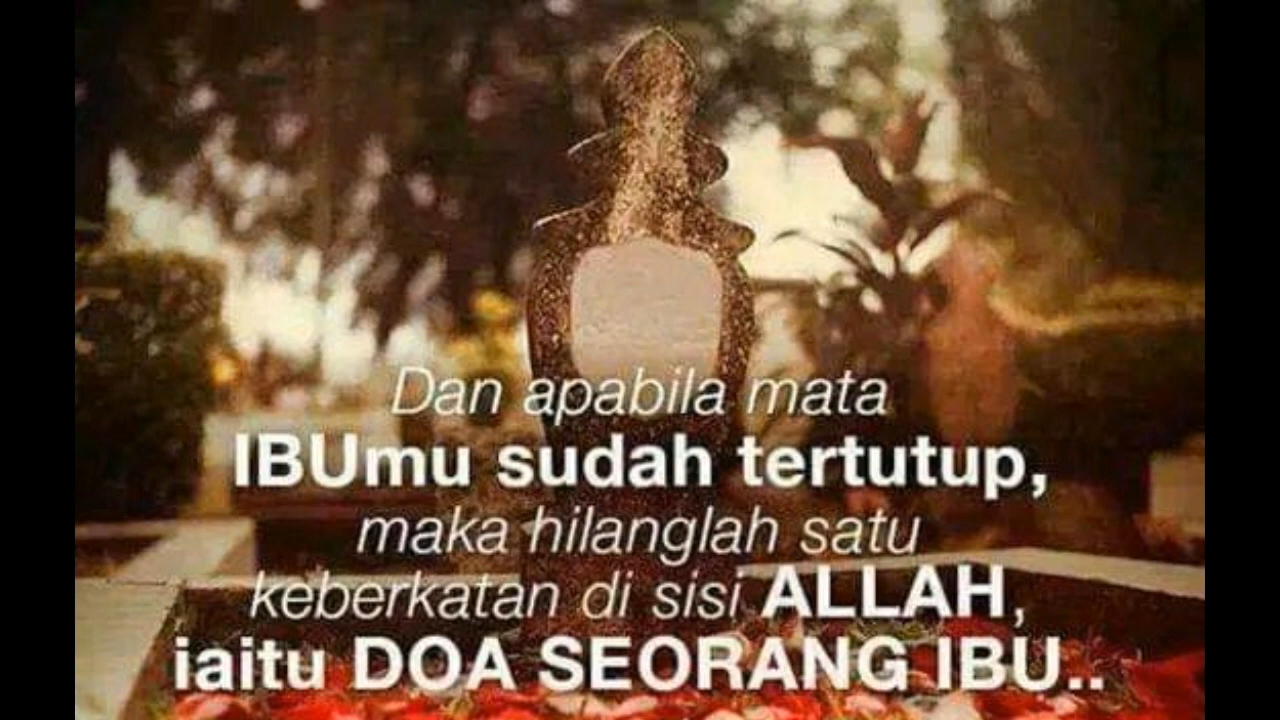 Dan apabila mata
IBUmu sudah tertutup,
maka hilanglah satu
keberkatan di sisi ALLAH,
iaitu DOA SEORANG IBU..